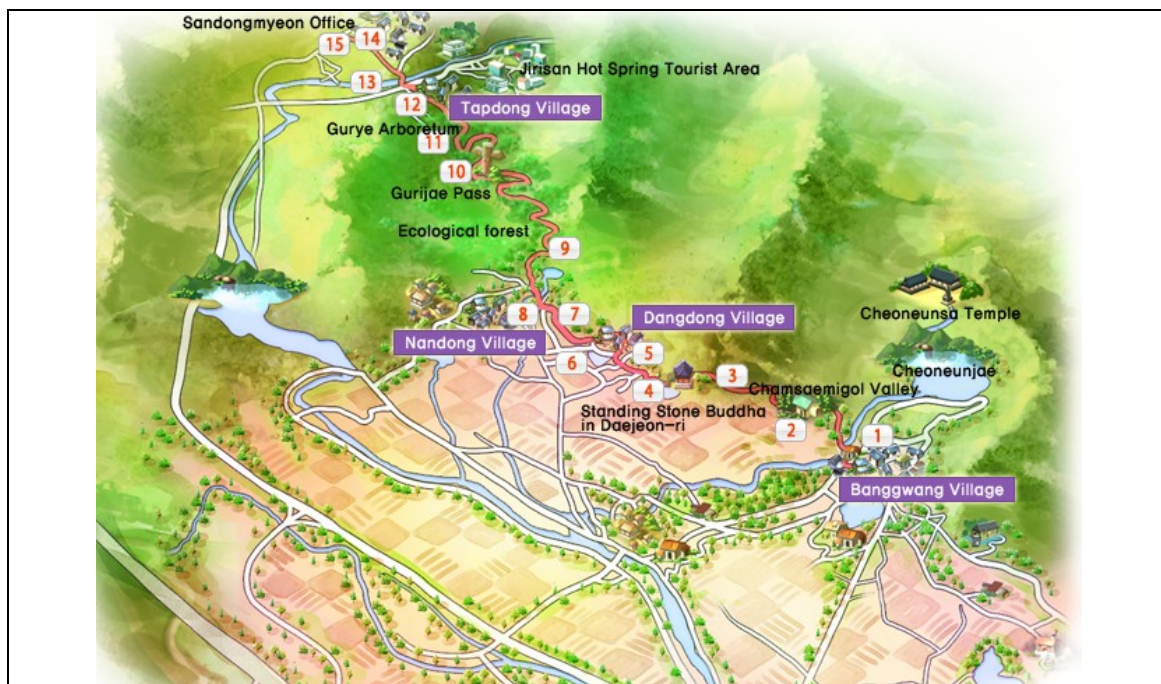 Sandongmyeon Office
15
14
Jirisan Hot Spring Tourist Area
13
12
Tapdong Village
Gurye Arboretum
11
10
Gurijae Pass
Ecological forest
9
8
7
Dangdong Village
Nandong Village
6
5
4
3
Cheoneunsa Temple
Cheoneunjae
Chamsaemigol Valley
Standing Stone Buddha
in Daejeon-ri
2
1
Banggwang Village